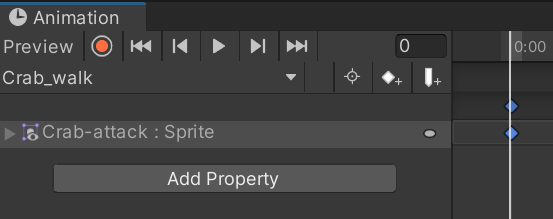 Animation
Preview 0 0:00
Crab_walk
Crab-attack : Sprite
Add Property